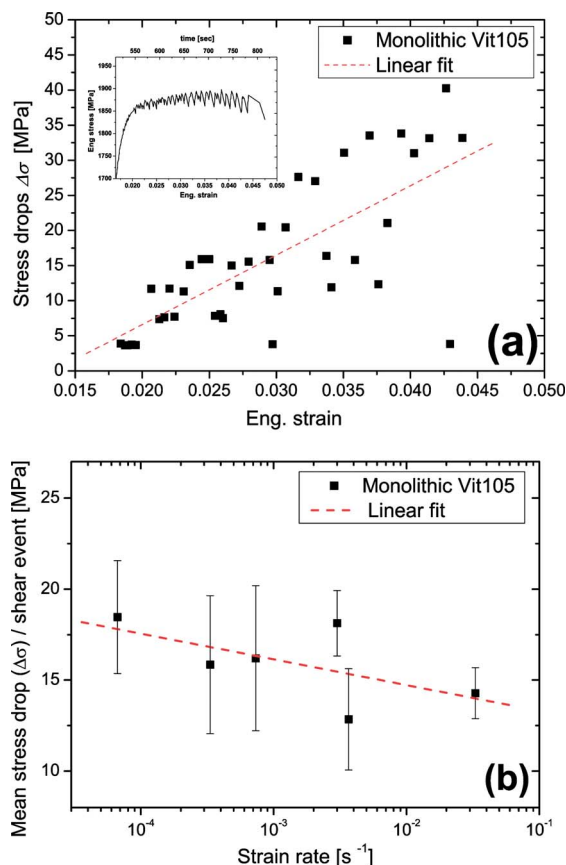 time [sec]
550 600 650 700 750 800
1950
1900
1850
1800
1750
1700
Eng stress [MPa]
0.020 0.025 0.030 0.035 0.040 0.045 0.050
Eng. strain
Monolithic Vit105
Linear fit
50
45
40
35
30
25
20
15
10
5
0
Stress drops Δσ [MPa]
(a)
0.015 0.020 0.025 0.030 0.035 0.040 0.045 0.050
Eng. strain
Monolithic Vit105
Linear fit
25
20
15
10
Mean stress drop (Δσ) / shear event [MPa]
(b)
10⁻⁴ 10⁻³ 10⁻² 10⁻¹
Strain rate [s⁻¹]